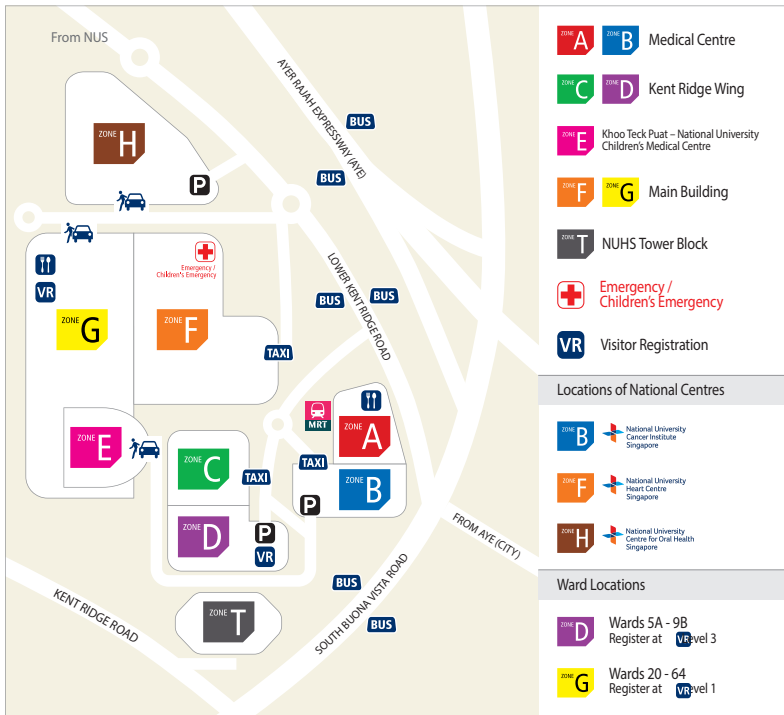 From NUS
AYER RAJAH EXPRESSWAY (AYE)
BUS
BUS
ZONE H
P
Emergency /
Children's Emergency
VR
ZONE G
ZONE F
LOWER KENT RIDGE ROAD
BUS
BUS
TAXI
MRT
ZONE A
ZONE E
ZONE C
TAXI
TAXI
ZONE B
P
ZONE D
P
VR
FROM AYE (CITY)
KENT RIDGE ROAD
ZONE T
SOUTH BUONA VISTA ROAD
BUS
BUS
ZONE A ZONE B Medical Centre
ZONE C ZONE D Kent Ridge Wing
ZONE E Khoo Teck Puat – National University
Children's Medical Centre
ZONE F ZONE G Main Building
ZONE T NUHS Tower Block
Emergency /
Children's Emergency
VR Visitor Registration
Locations of National Centres
ZONE B National University
Cancer Institute
Singapore
ZONE F National University
Heart Centre
Singapore
ZONE H National University
Centre for Oral Health
Singapore
Ward Locations
ZONE D Wards 5A - 9B
Register at VR evel 3
ZONE G Wards 20 - 64
Register at VR evel 1